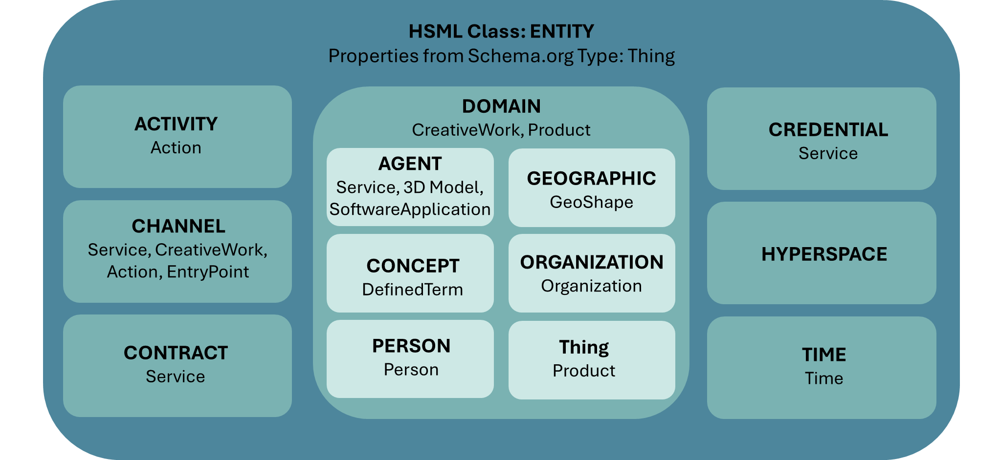 HSML Class: ENTITY
Properties from Schema.org Type: Thing
ACTIVITY
Action
CHANNEL
Service, CreativeWork,
Action, EntryPoint
CONTRACT
Service
DOMAIN
CreativeWork, Product
AGENT
Service, 3D Model,
SoftwareApplication
GEOGRAPHIC
GeoShape
CONCEPT
DefinedTerm
ORGANIZATION
Organization
PERSON
Person
Thing
Product
CREDENTIAL
Service
HYPERSPACE
TIME
Time